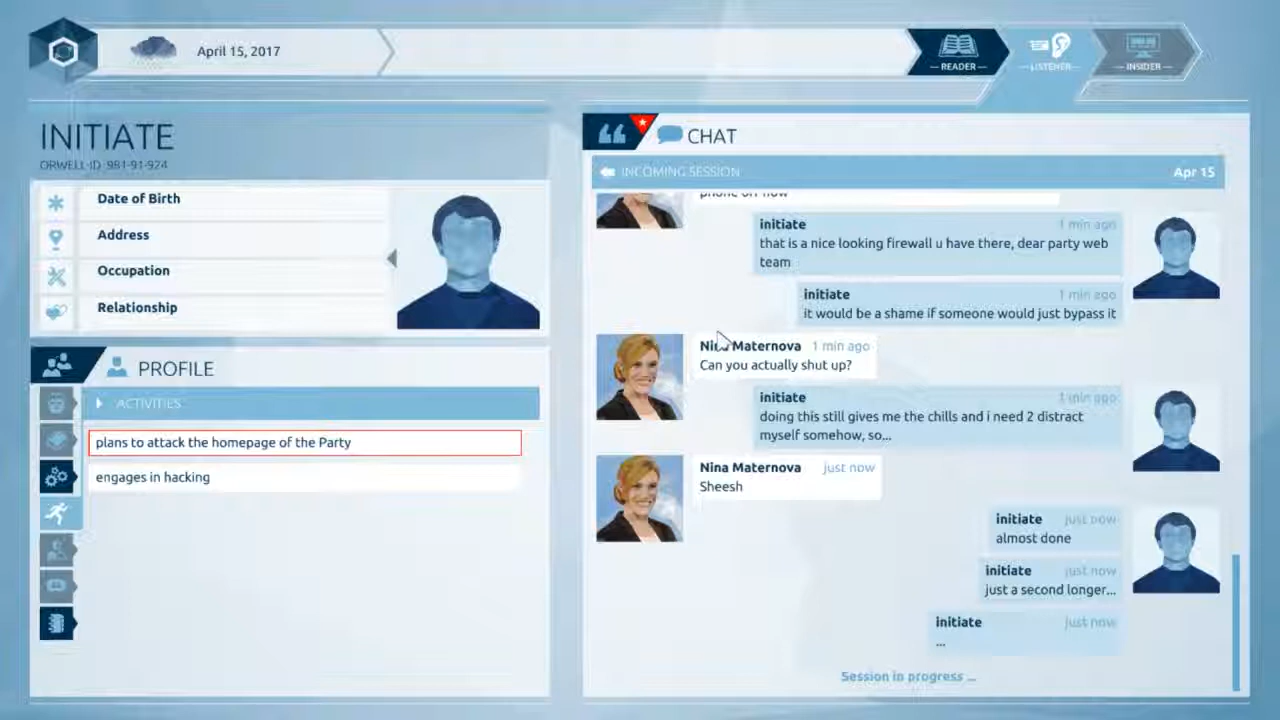 April 15, 2017
— READER —
— LISTENER —
— INSIDER —
INITIATE
ORWELL-ID 981-91-924
Date of Birth
Address
Occupation
Relationship
PROFILE
ACTIVITIES
plans to attack the homepage of the Party
engages in hacking
CHAT
INCOMING SESSION
Apr 15
phone off now
initiate 1 min ago
that is a nice looking firewall u have there, dear party web
team
initiate 1 min ago
it would be a shame if someone would just bypass it
Nina Maternova 1 min ago
Can you actually shut up?
initiate 1 min ago
doing this still gives me the chills and i need 2 distract
myself somehow, so...
Nina Maternova just now
Sheesh
initiate just now
almost done
initiate just now
just a second longer...
initiate just now
...
Session in progress ...